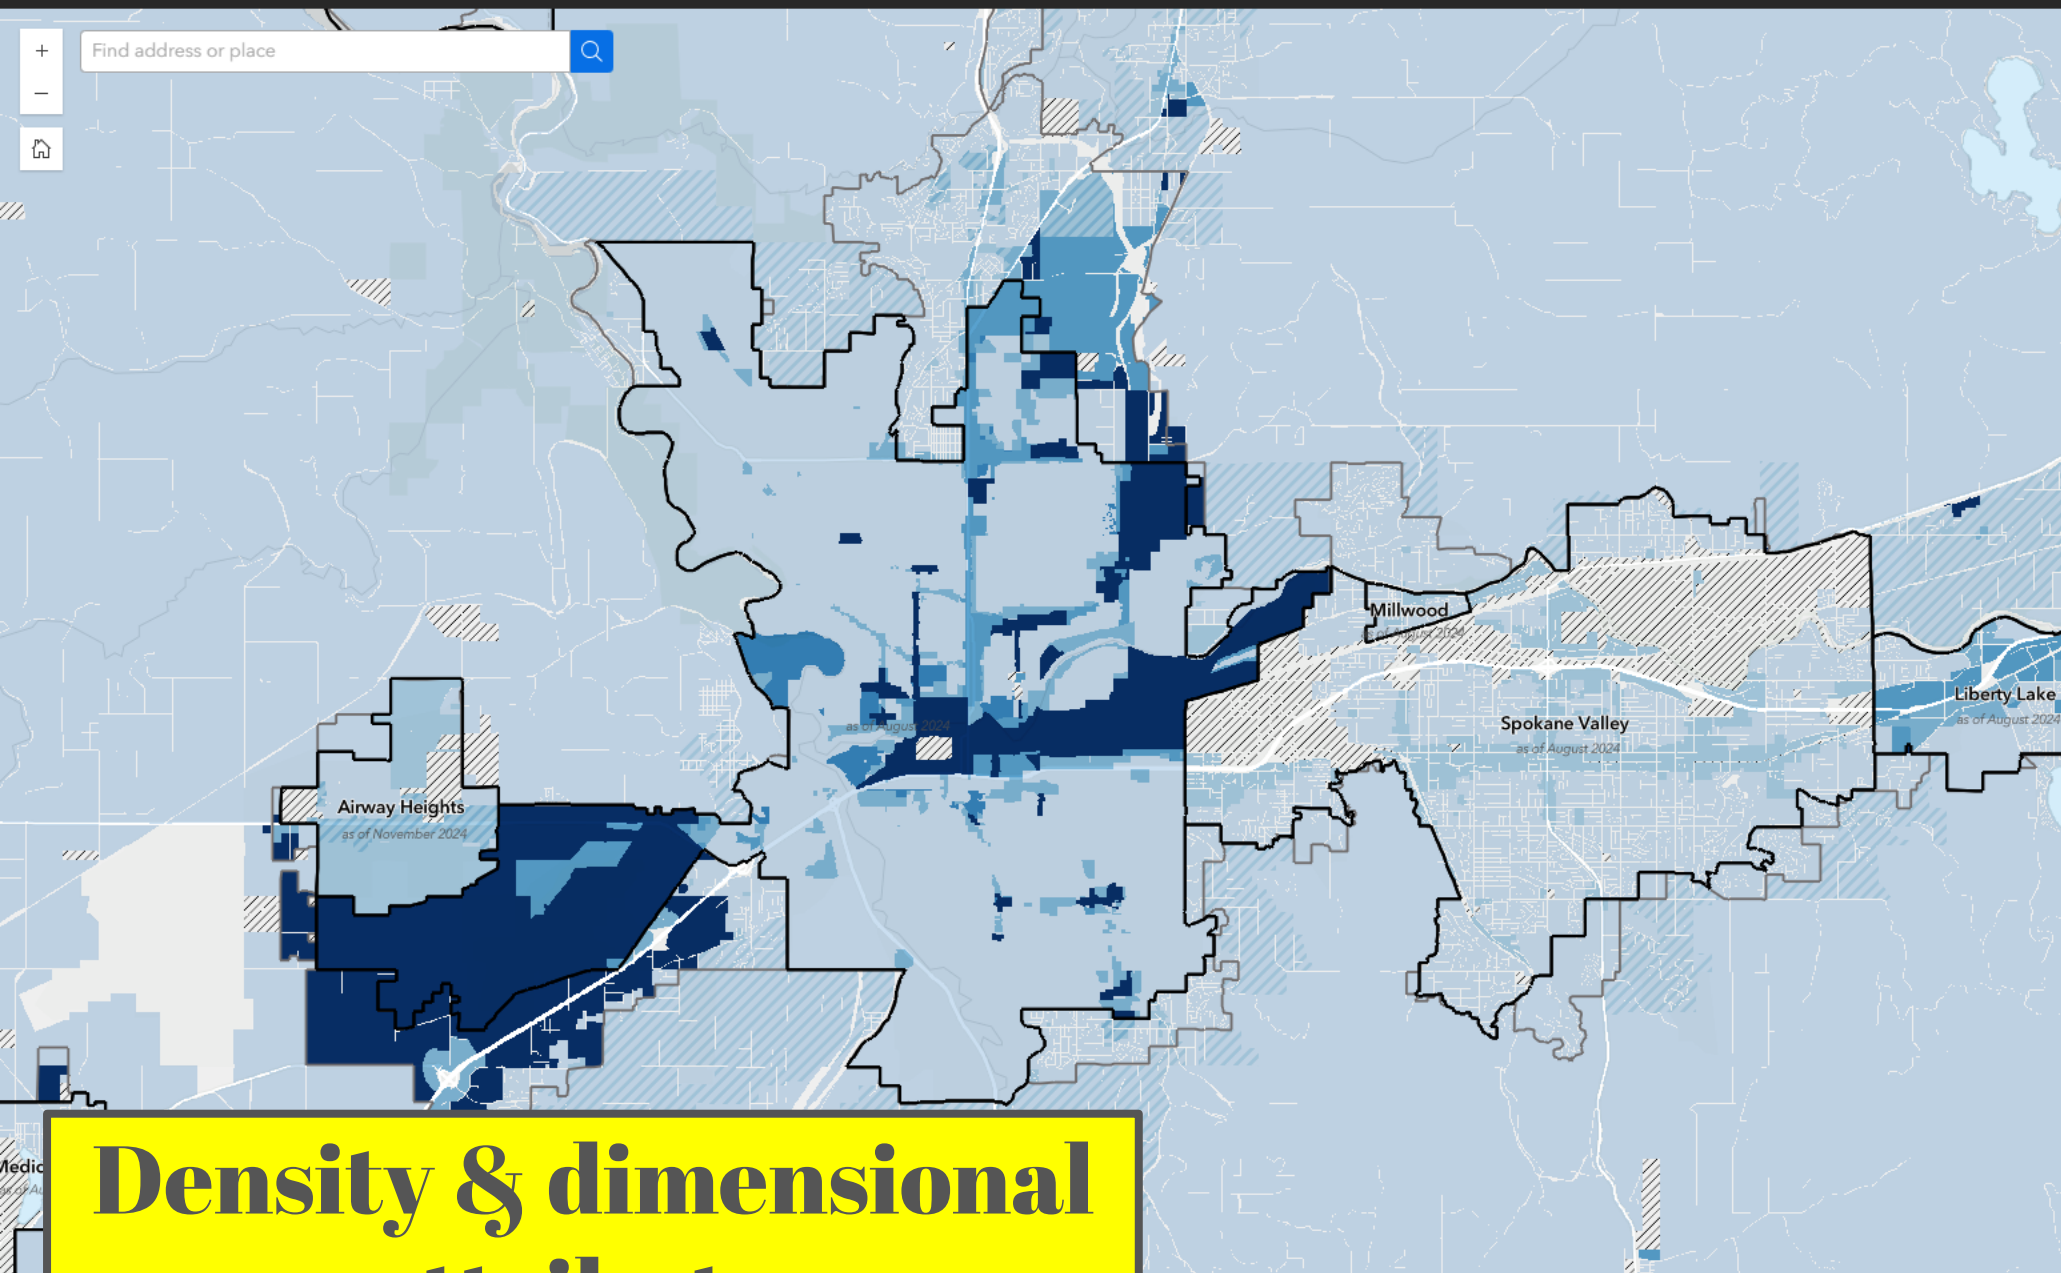 +
Find address or place
−
Millwood
as of August 2024
Liberty Lake
as of August 2024
Spokane Valley
as of August 2024
as of August 2024
Airway Heights
as of November 2024
Density & dimensional